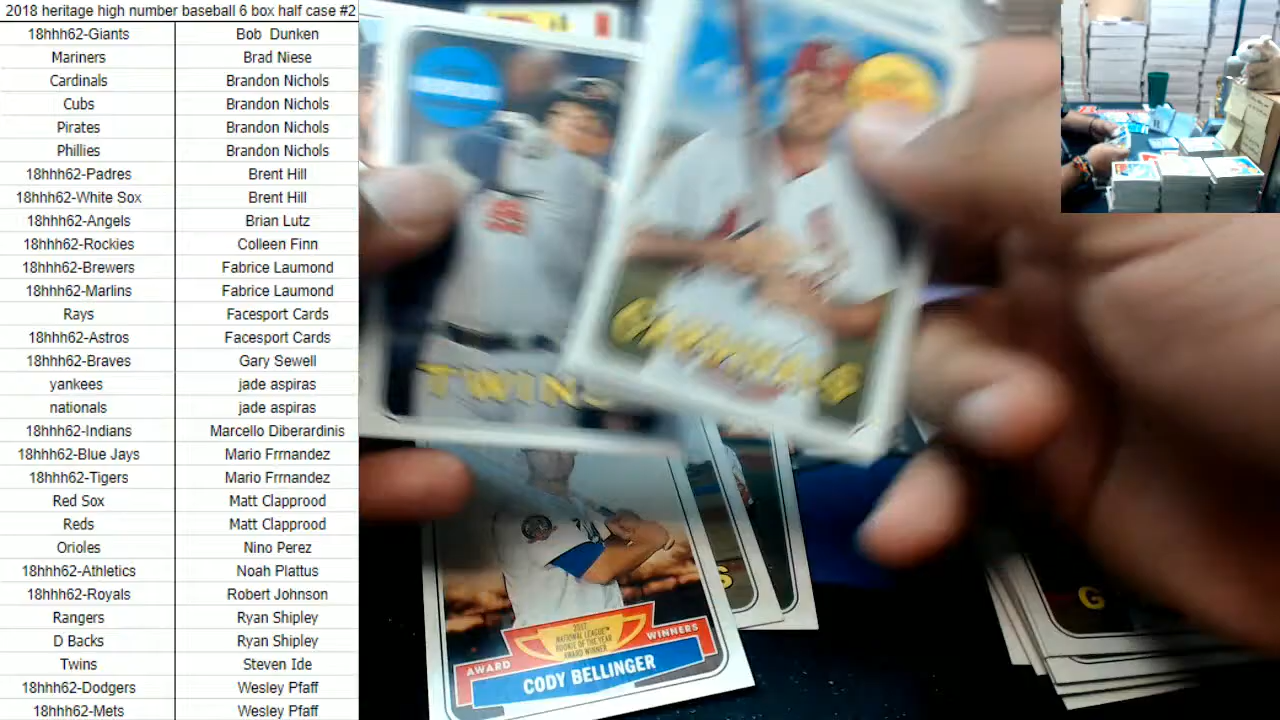 2018 heritage high number baseball 6 box half case #2
18hhh62-Giants Bob Dunken
Mariners Brad Niese
Cardinals Brandon Nichols
Cubs Brandon Nichols
Pirates Brandon Nichols
Phillies Brandon Nichols
18hhh62-Padres Brent Hill
18hhh62-White Sox Brent Hill
18hhh62-Angels Brian Lutz
18hhh62-Rockies Colleen Finn
18hhh62-Brewers Fabrice Laumond
18hhh62-Marlins Fabrice Laumond
Rays Facesport Cards
18hhh62-Astros Facesport Cards
18hhh62-Braves Gary Sewell
yankees jade aspiras
nationals jade aspiras
18hhh62-Indians Marcello Diberardinis
18hhh62-Blue Jays Mario Frrnandez
18hhh62-Tigers Mario Frrnandez
Red Sox Matt Clapprood
Reds Matt Clapprood
Orioles Nino Perez
18hhh62-Athletics Noah Plattus
18hhh62-Royals Robert Johnson
Rangers Ryan Shipley
D Backs Ryan Shipley
Twins Steven Ide
18hhh62-Dodgers Wesley Pfaff
18hhh62-Mets Wesley Pfaff
TWINS
CARDINALS
S
G
2017
NATIONAL LEAGUE™
ROOKIE OF THE YEAR
AWARD WINNER
AWARD WINNERS
CODY BELLINGER